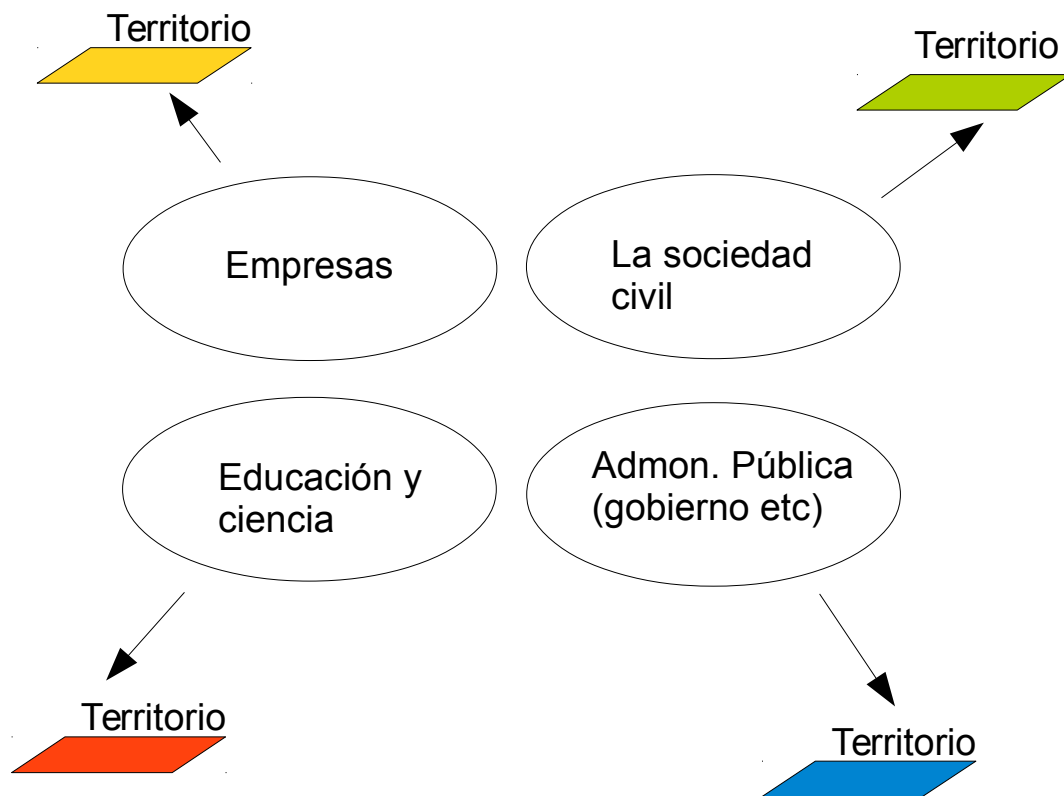 Territorio
Territorio
Empresas
La sociedad
civil
Educación y
ciencia
Admon. Pública
(gobierno etc)
Territorio
Territorio